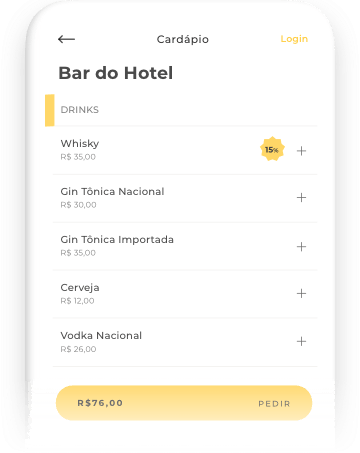 ← Cardápio Login
Bar do Hotel
DRINKS
Whisky
R$ 35,00
15%
+
Gin Tônica Nacional
R$ 30,00
+
Gin Tônica Importada
R$ 35,00
+
Cerveja
R$ 12,00
+
Vodka Nacional
R$ 26,00
+
R$76,00 PEDIR